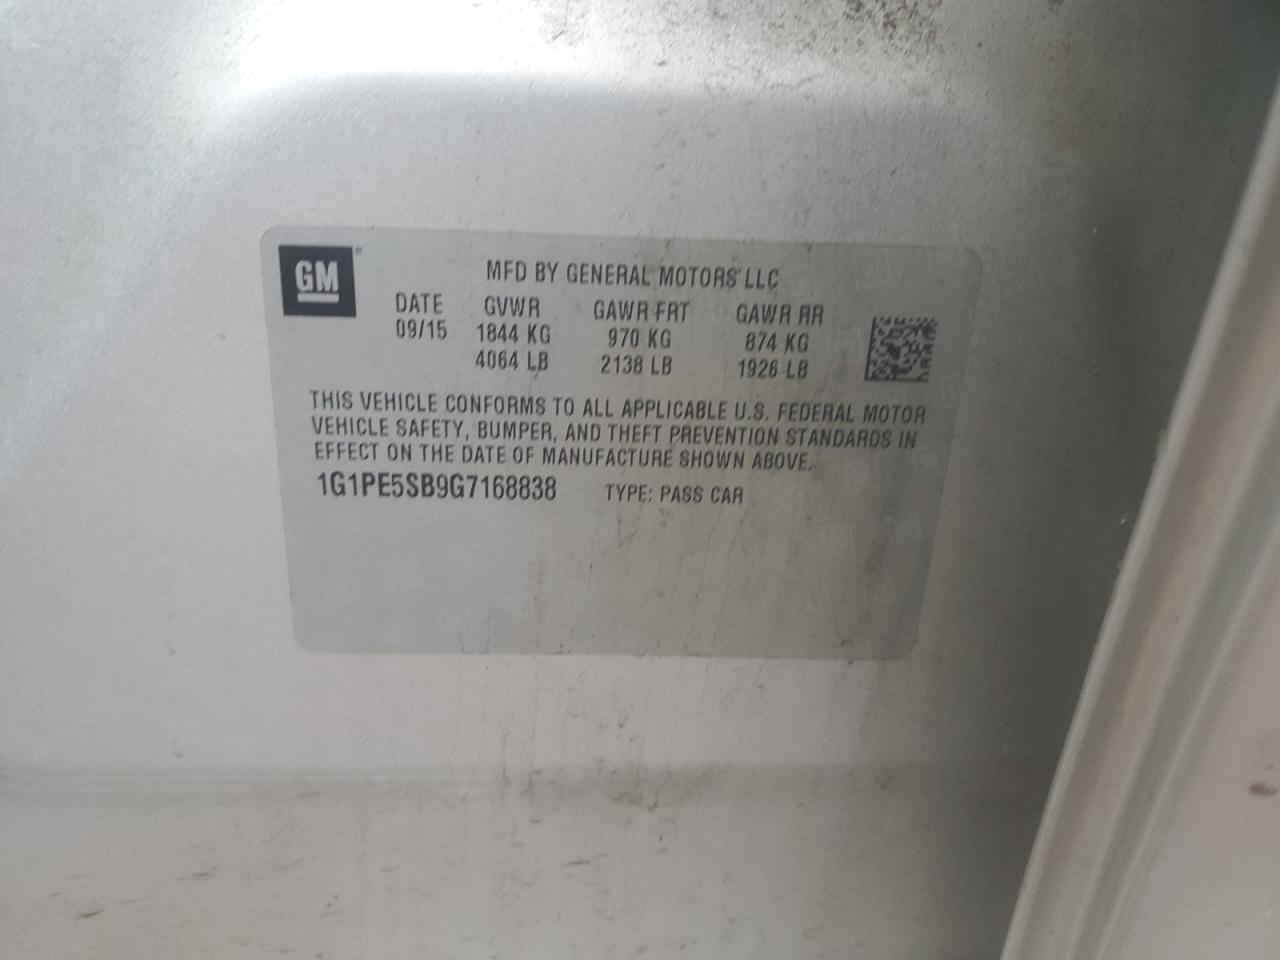 GM
MFD BY GENERAL MOTORS LLC
DATE GVWR GAWR FRT GAWR RR
09/15 1844 KG 970 KG 874 KG
4064 LB 2138 LB 1926 LB
THIS VEHICLE CONFORMS TO ALL APPLICABLE U.S. FEDERAL MOTOR
VEHICLE SAFETY, BUMPER, AND THEFT PREVENTION STANDARDS IN
EFFECT ON THE DATE OF MANUFACTURE SHOWN ABOVE.
1G1PE5SB9G7168838 TYPE: PASS CAR